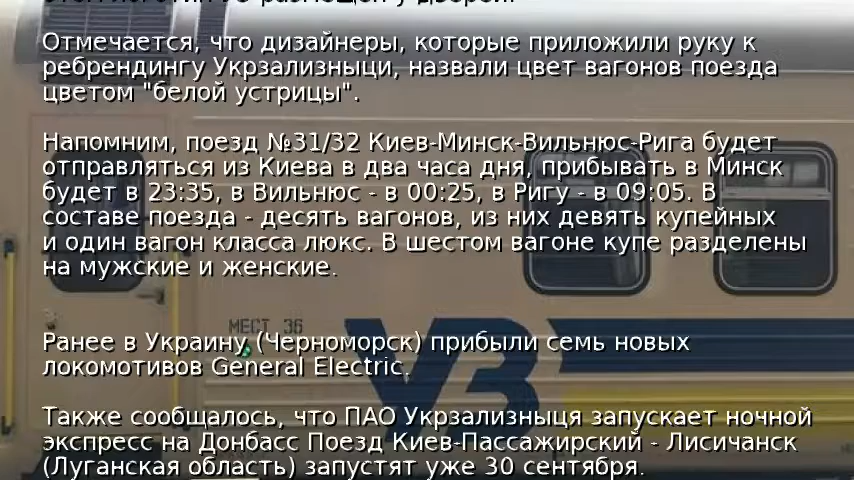 Отмечается, что дизайнеры, которые приложили руку к
ребрендингу Укрзализныци, назвали цвет вагонов поезда
цветом "белой устрицы".
Напомним, поезд №31/32 Киев-Минск-Вильнюс-Рига будет
отправляться из Киева в два часа дня, прибывать в Минск
будет в 23:35, в Вильнюс - в 00:25, в Ригу - в 09:05. В
составе поезда - десять вагонов, из них девять купейных
и один вагон класса люкс. В шестом вагоне купе разделены
на мужские и женские.
МЕСТ 36
Ранее в Украину (Черноморск) прибыли семь новых
локомотивов General Electric.
УЗ
Также сообщалось, что ПАО Укрзализныця запускает ночной
экспресс на Донбасс Поезд Киев-Пассажирский - Лисичанск
(Луганская область) запустят уже 30 сентября.